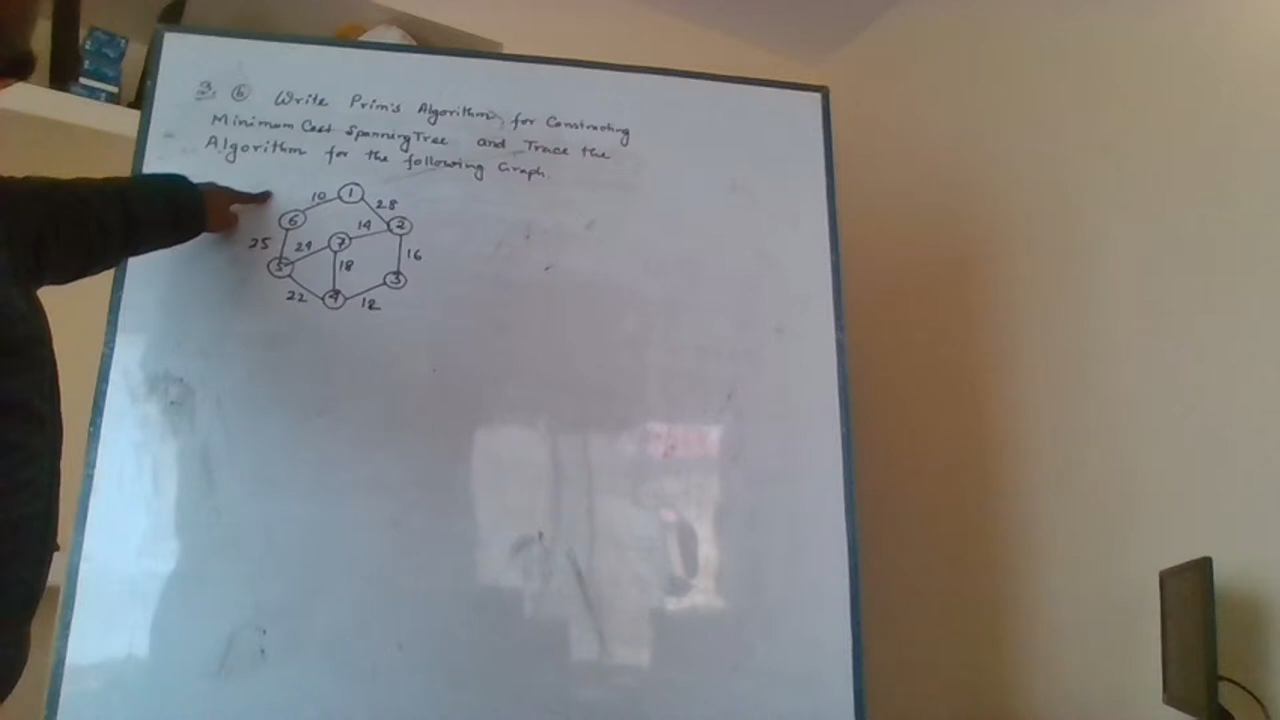 3. b Write Prim's Algorithm for Constructing
Minimum Cost Spanning Tree and Trace the
Algorithm for the following Graph.
10 1 28
6 14 2
25 24 7 16
5 18 3
22 4 12